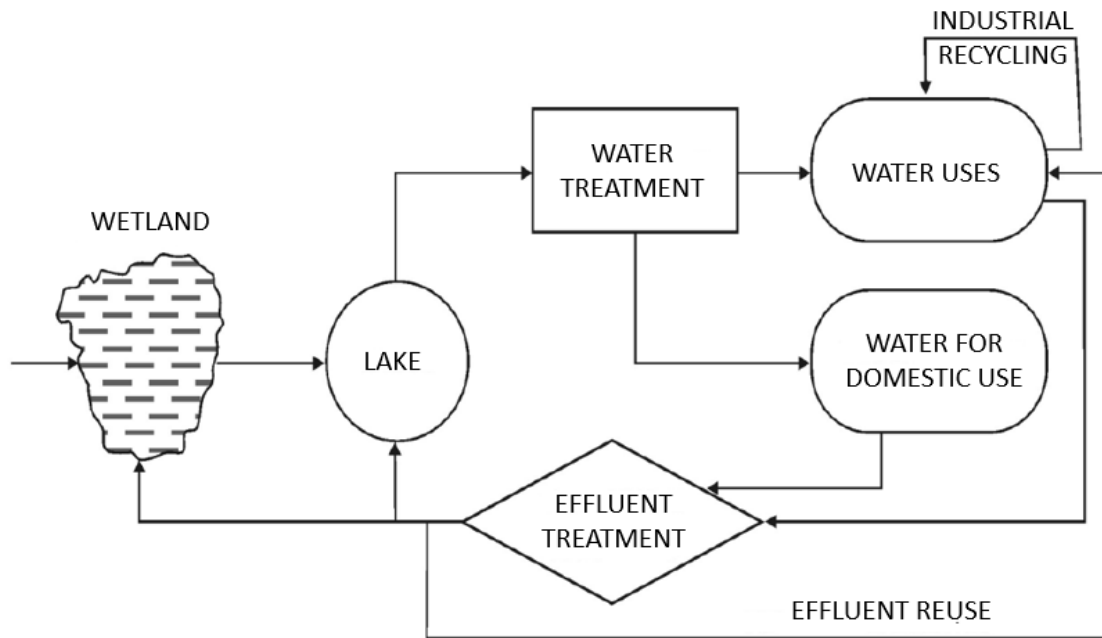 INDUSTRIAL
RECYCLING
WATER
TREATMENT
WATER USES
WETLAND
LAKE
WATER FOR
DOMESTIC USE
EFFLUENT
TREATMENT
EFFLUENT REUSE